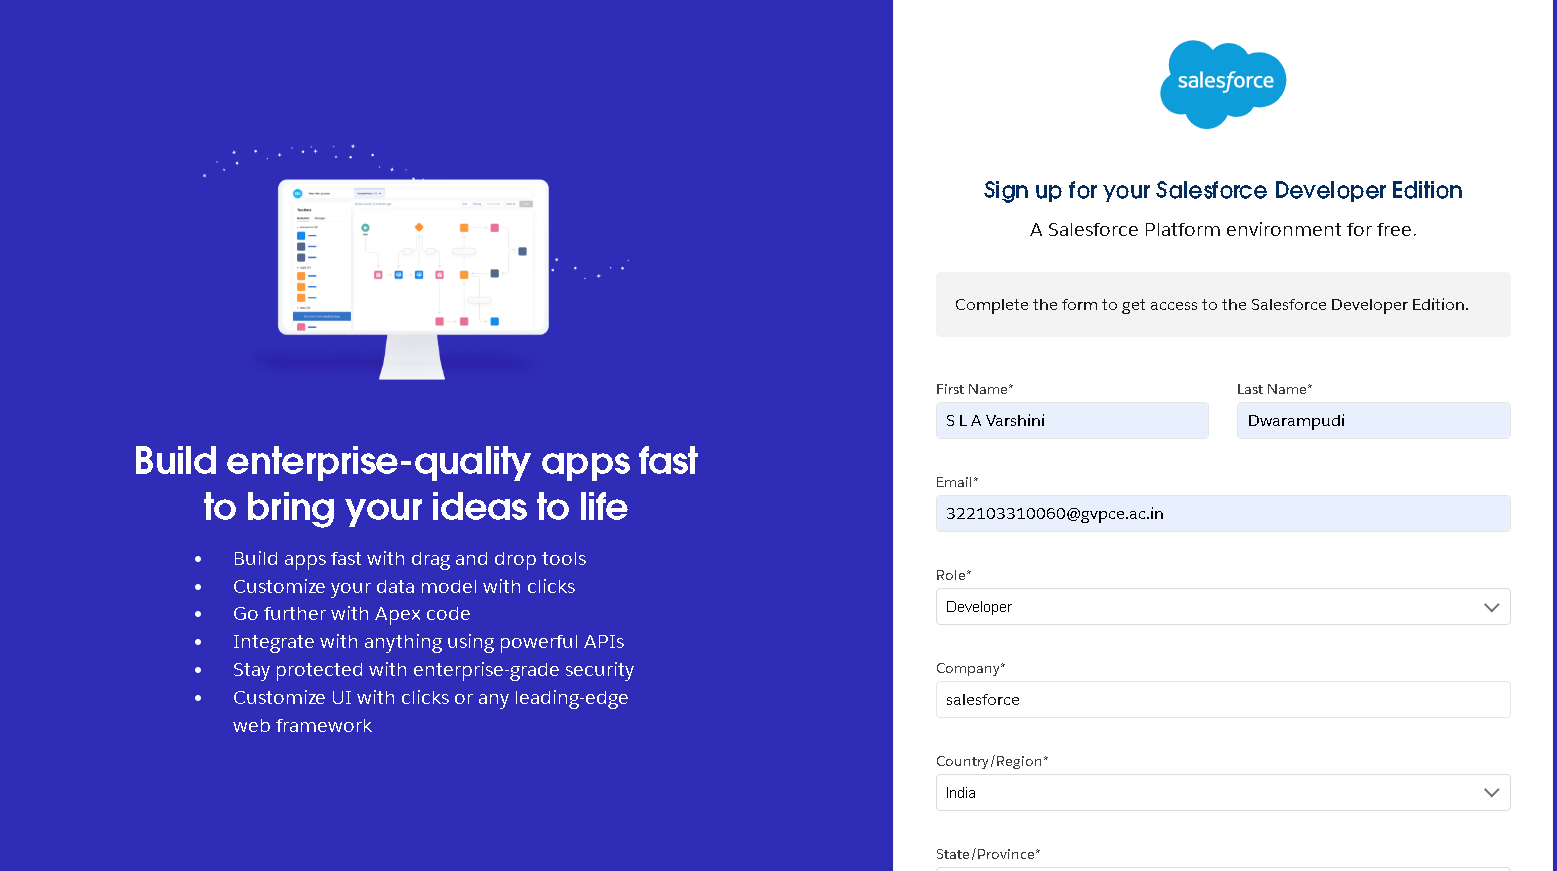 Build enterprise-quality apps fast
to bring your ideas to life
• Build apps fast with drag and drop tools
• Customize your data model with clicks
• Go further with Apex code
• Integrate with anything using powerful APIs
• Stay protected with enterprise-grade security
• Customize UI with clicks or any leading-edge
web framework
salesforce
Sign up for your Salesforce Developer Edition
A Salesforce Platform environment for free.
Complete the form to get access to the Salesforce Developer Edition.
First Name* Last Name*
S L A Varshini Dwarampudi
Email*
322103310060@gvpce.ac.in
Role*
Developer
Company*
salesforce
Country/Region*
India
State/Province*